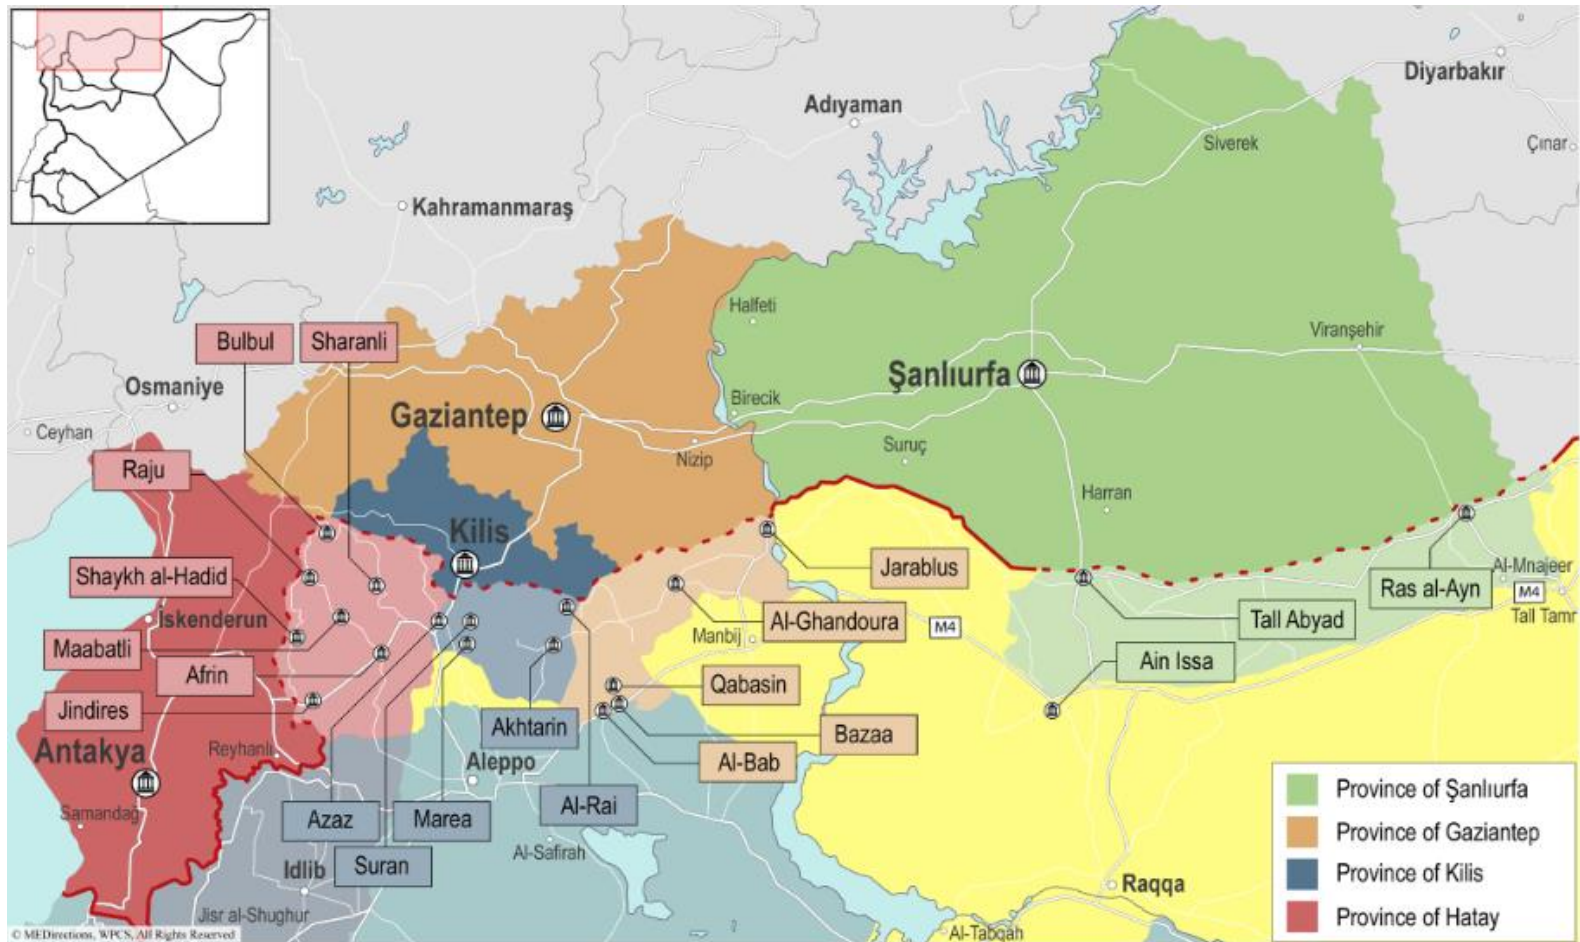 Diyarbakır
Adıyaman
Siverek
Çınar
Kahramanmaraş
Halfeti
Bulbul
Sharanli
Viranşehir
Osmaniye
Şanlıurfa
Birecik
Gaziantep
Ceyhan
Suruç
Nizip
Raju
Harran
Kilis
Jarablus
Al-Mnajeer
Shaykh al-Hadid
Ras al-Ayn
M4
Iskenderun
Al-Ghandoura
Tall Abyad
Tall Tamr
M4
Manbij
Maabatli
Ain Issa
Afrin
Qabasin
Jindires
Akhtarin
Bazaa
Antakya
Reyhanlı
Aleppo
Al-Bab
Province of Şanlıurfa
Al-Rai
Samandağ
Azaz
Marea
Province of Gaziantep
Al-Safirah
Idlib
Suran
Province of Kilis
Raqqa
Jisr al-Shughur
Province of Hatay
Al-Tabqah
© MEDirections, WPCS, All Rights Reserved